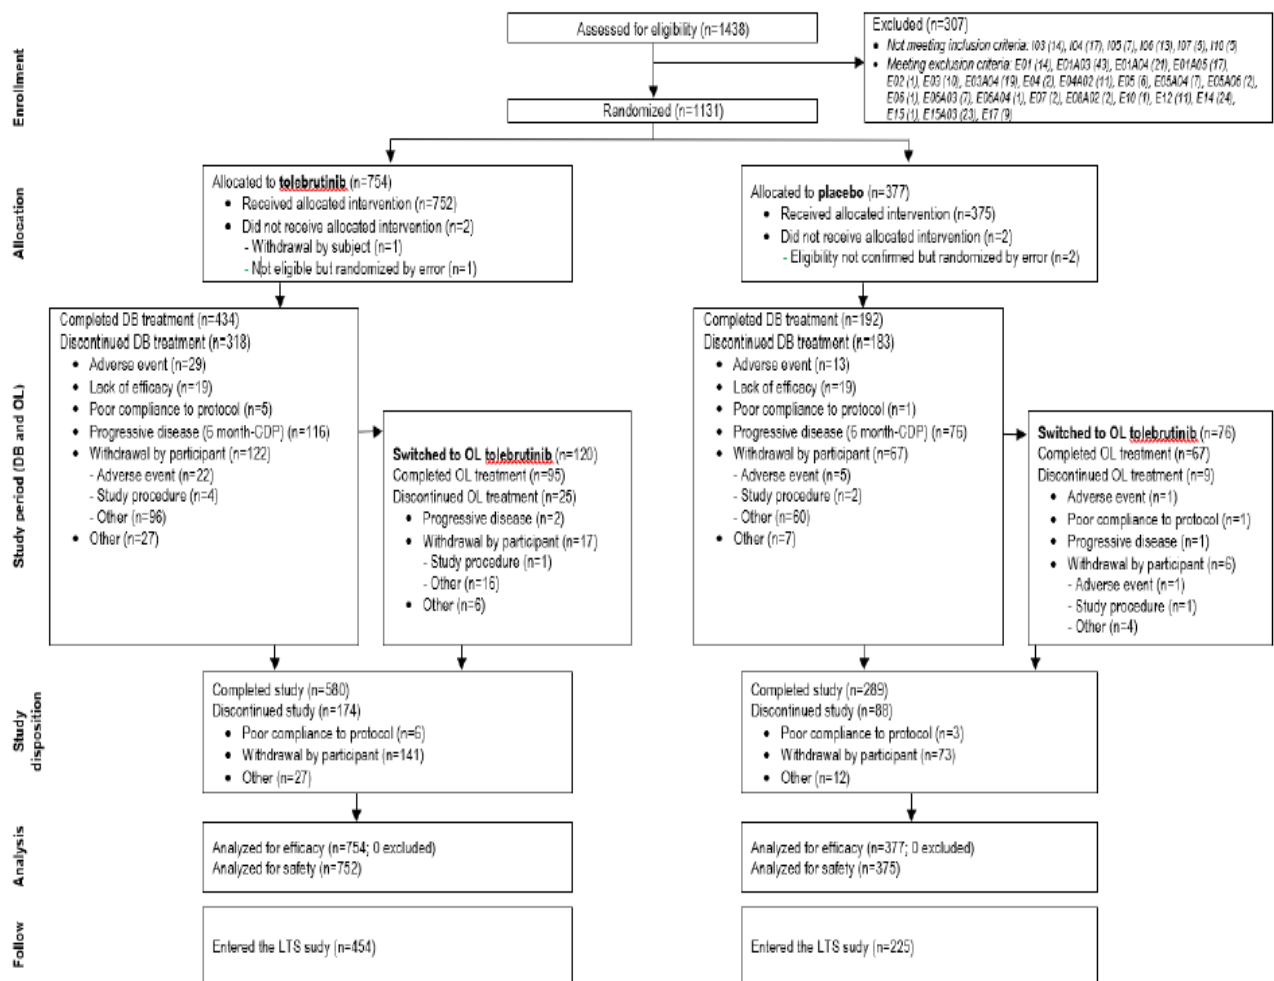 Enrollment
Assessed for eligibility (n=1438)
Excluded (n=307)
• Not meeting inclusion criteria: I03 (14), I04 (17), I05 (7), I06 (13), I07 (5), I10 (5)
• Meeting exclusion criteria: E01 (14), E01A03 (43), E01A04 (21), E01A05 (17),
E02 (1), E03 (10), E03A04 (19), E04 (2), E04A02 (11), E05 (6), E05A04 (7), E05A06 (2),
E06 (1), E06A03 (7), E06A04 (1), E07 (2), E08A02 (2), E10 (1), E12 (11), E14 (24),
E15 (1), E15A03 (23), E17 (9)
Randomized (n=1131)
Allocation
Allocated to tolebrutinib (n=754)
• Received allocated intervention (n=752)
• Did not receive allocated intervention (n=2)
- Withdrawal by subject (n=1)
- Not eligible but randomized by error (n=1)
Allocated to placebo (n=377)
• Received allocated intervention (n=375)
• Did not receive allocated intervention (n=2)
- Eligibility not confirmed but randomized by error (n=2)
Study period (DB and OL)
Completed DB treatment (n=434)
Discontinued DB treatment (n=318)
• Adverse event (n=29)
• Lack of efficacy (n=19)
• Poor compliance to protocol (n=5)
• Progressive disease (6 month-CDP) (n=116)
• Withdrawal by participant (n=122)
- Adverse event (n=22)
- Study procedure (n=4)
- Other (n=96)
• Other (n=27)
Switched to OL tolebrutinib (n=120)
Completed OL treatment (n=95)
Discontinued OL treatment (n=25)
• Progressive disease (n=2)
• Withdrawal by participant (n=17)
- Study procedure (n=1)
- Other (n=16)
• Other (n=6)
Completed DB treatment (n=192)
Discontinued DB treatment (n=183)
• Adverse event (n=13)
• Lack of efficacy (n=19)
• Poor compliance to protocol (n=1)
• Progressive disease (6 month-CDP) (n=76)
• Withdrawal by participant (n=67)
- Adverse event (n=5)
- Study procedure (n=2)
- Other (n=60)
• Other (n=7)
Switched to OL tolebrutinib (n=76)
Completed OL treatment (n=67)
Discontinued OL treatment (n=9)
• Adverse event (n=1)
• Poor compliance to protocol (n=1)
• Progressive disease (n=1)
• Withdrawal by participant (n=6)
- Adverse event (n=1)
- Study procedure (n=1)
- Other (n=4)
Study
disposition
Completed study (n=580)
Discontinued study (n=174)
• Poor compliance to protocol (n=6)
• Withdrawal by participant (n=141)
• Other (n=27)
Completed study (n=289)
Discontinued study (n=88)
• Poor compliance to protocol (n=3)
• Withdrawal by participant (n=73)
• Other (n=12)
Analysis
Analyzed for efficacy (n=754; 0 excluded)
Analyzed for safety (n=752)
Analyzed for efficacy (n=377; 0 excluded)
Analyzed for safety (n=375)
Follow
Entered the LTS sudy (n=454)
Entered the LTS sudy (n=225)